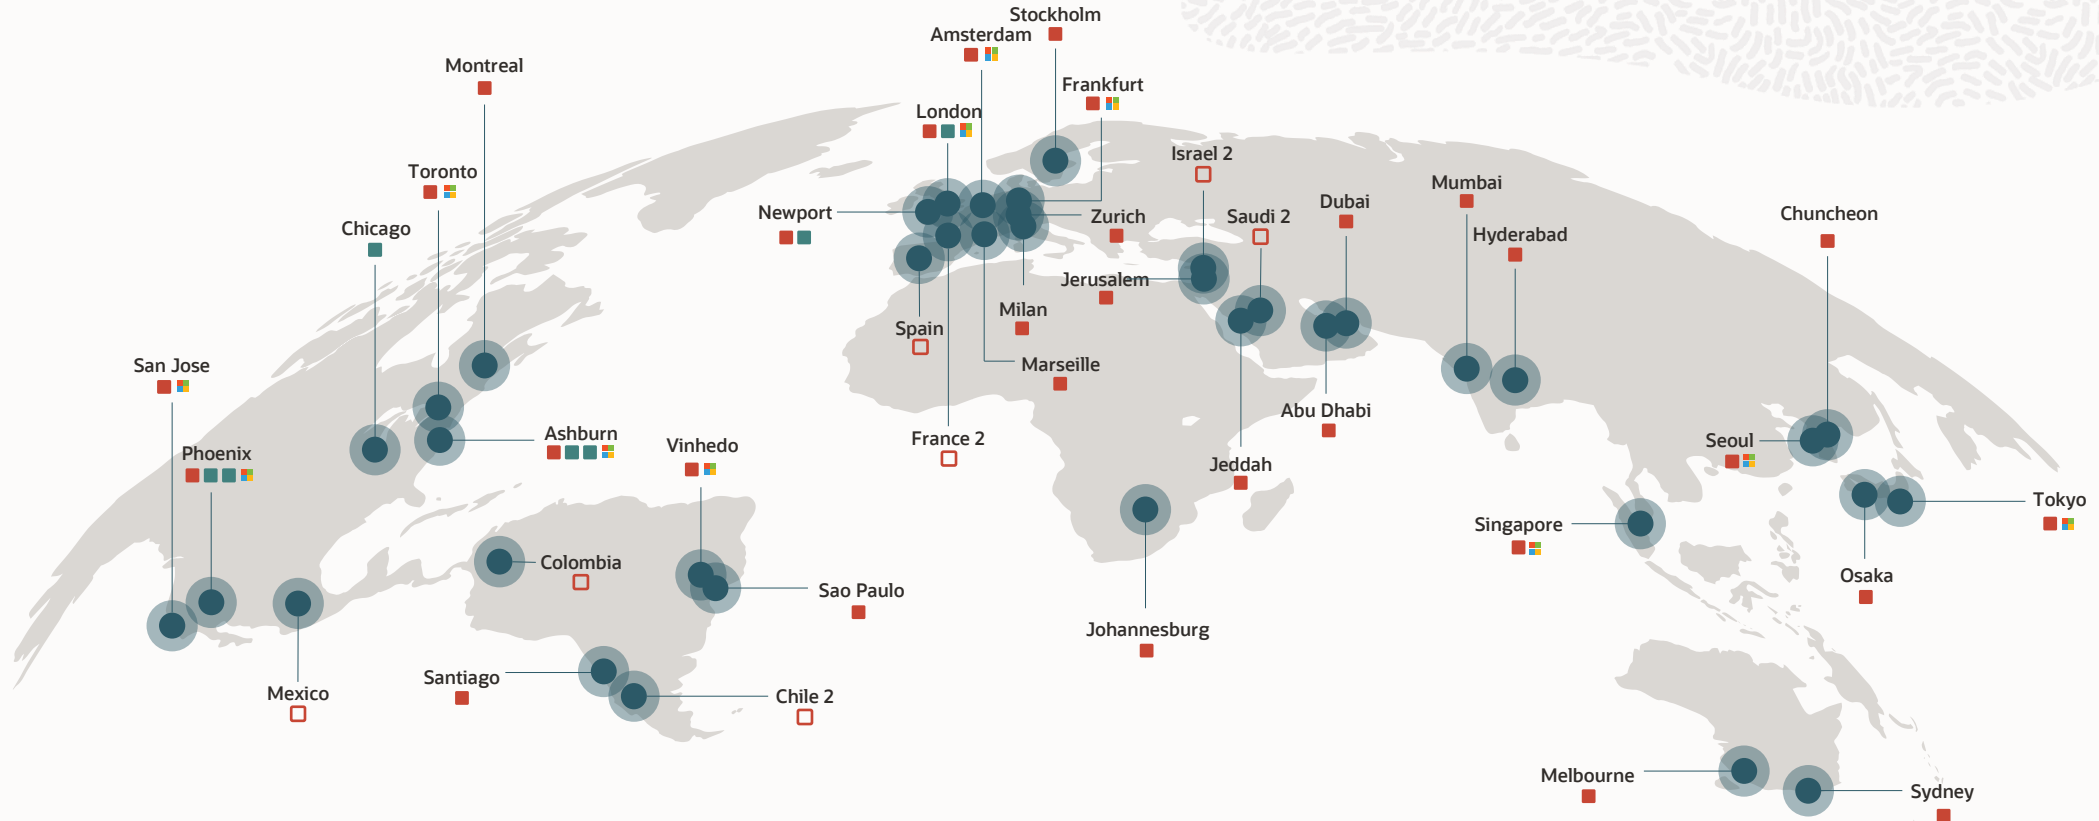 Stockholm
Amsterdam
Montreal
Frankfurt
London
Israel 2
Toronto
Mumbai
Dubai
Newport
Zurich
Saudi 2
Chuncheon
Chicago
Hyderabad
Jerusalem
Milan
Spain
San Jose
Marseille
Abu Dhabi
Ashburn
France 2
Seoul
Vinhedo
Phoenix
Jeddah
Tokyo
Singapore
Colombia
Osaka
Sao Paulo
Johannesburg
Santiago
Mexico
Chile 2
Melbourne
Sydney